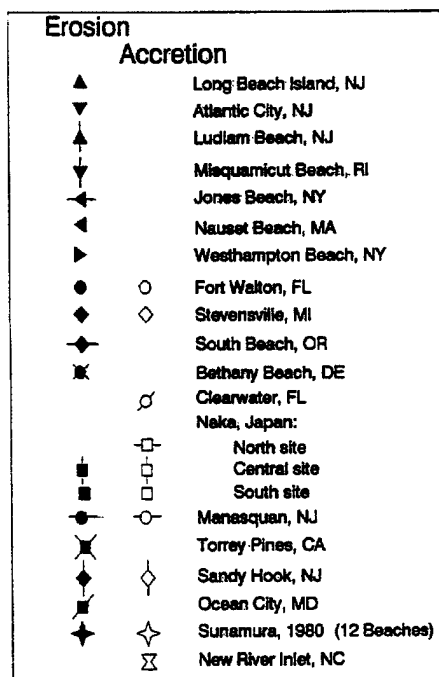 Erosion
Accretion
Long Beach Island, NJ
Atlantic City, NJ
Ludlam Beach, NJ
Misquamicut Beach, RI
Jones Beach, NY
Nauset Beach, MA
Westhampton Beach, NY
Fort Walton, FL
Stevensville, MI
South Beach, OR
Bethany Beach, DE
Clearwater, FL
Naka, Japan:
North site
Central site
South site
Manasquan, NJ
Torrey Pines, CA
Sandy Hook, NJ
Ocean City, MD
Sunamura, 1980 (12 Beaches)
New River Inlet, NC